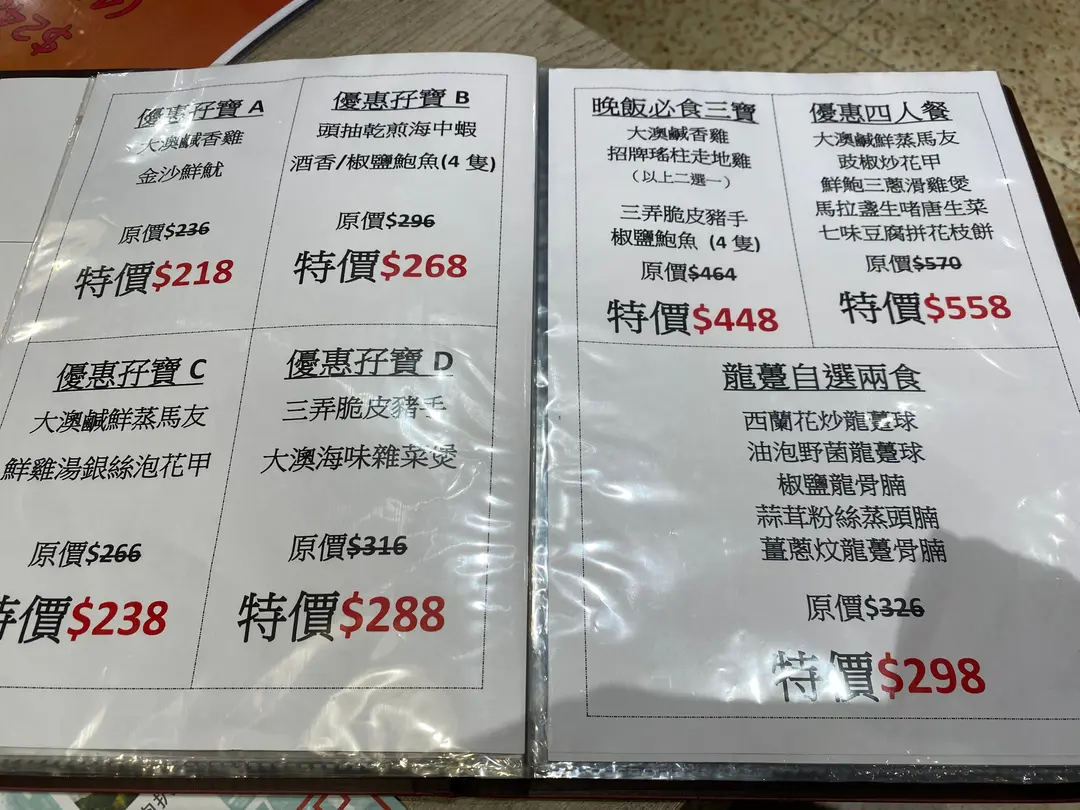 優惠孖寶 A
大澳鹹香雞
金沙鮮魷
原價$236
特價$218
優惠孖寶 B
頭抽乾煎海中蝦
酒香/椒鹽鮑魚(4 隻)
原價$296
特價$268
優惠孖寶 C
大澳鹹鮮蒸馬友
鮮雞湯銀絲泡花甲
原價$266
特價$238
優惠孖寶 D
三弄脆皮豬手
大澳海味雜菜煲
原價$316
特價$288
晚飯必食三寶
大澳鹹香雞
招牌瑤柱走地雞
（以上二選一）
三弄脆皮豬手
椒鹽鮑魚 (4 隻)
原價$464
特價$448
優惠四人餐
大澳鹹鮮蒸馬友
豉椒炒花甲
鮮鮑三蔥滑雞煲
馬拉盞生啫唐生菜
七味豆腐拼花枝餅
原價$570
特價$558
龍躉自選兩食
西蘭花炒龍躉球
油泡野菌龍躉球
椒鹽龍骨腩
蒜茸粉絲蒸頭腩
薑蔥炆龍躉骨腩
原價$326
特價$298